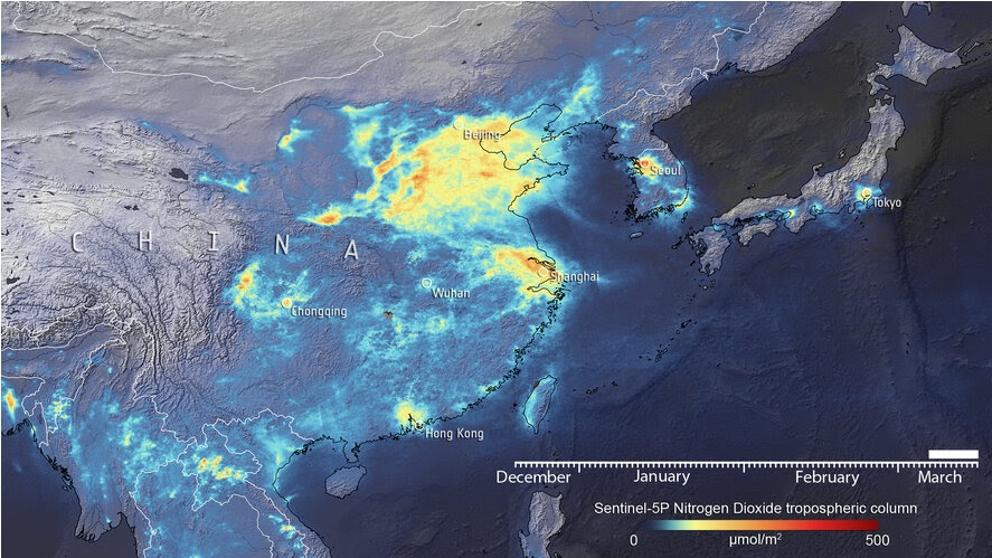 Beijing
Seoul
Tokyo
C H I N A
Shanghai
Wuhan
Chongqing
Hong Kong
December January February March
Sentinel-5P Nitrogen Dioxide tropospheric column
0 µmol/m² 500